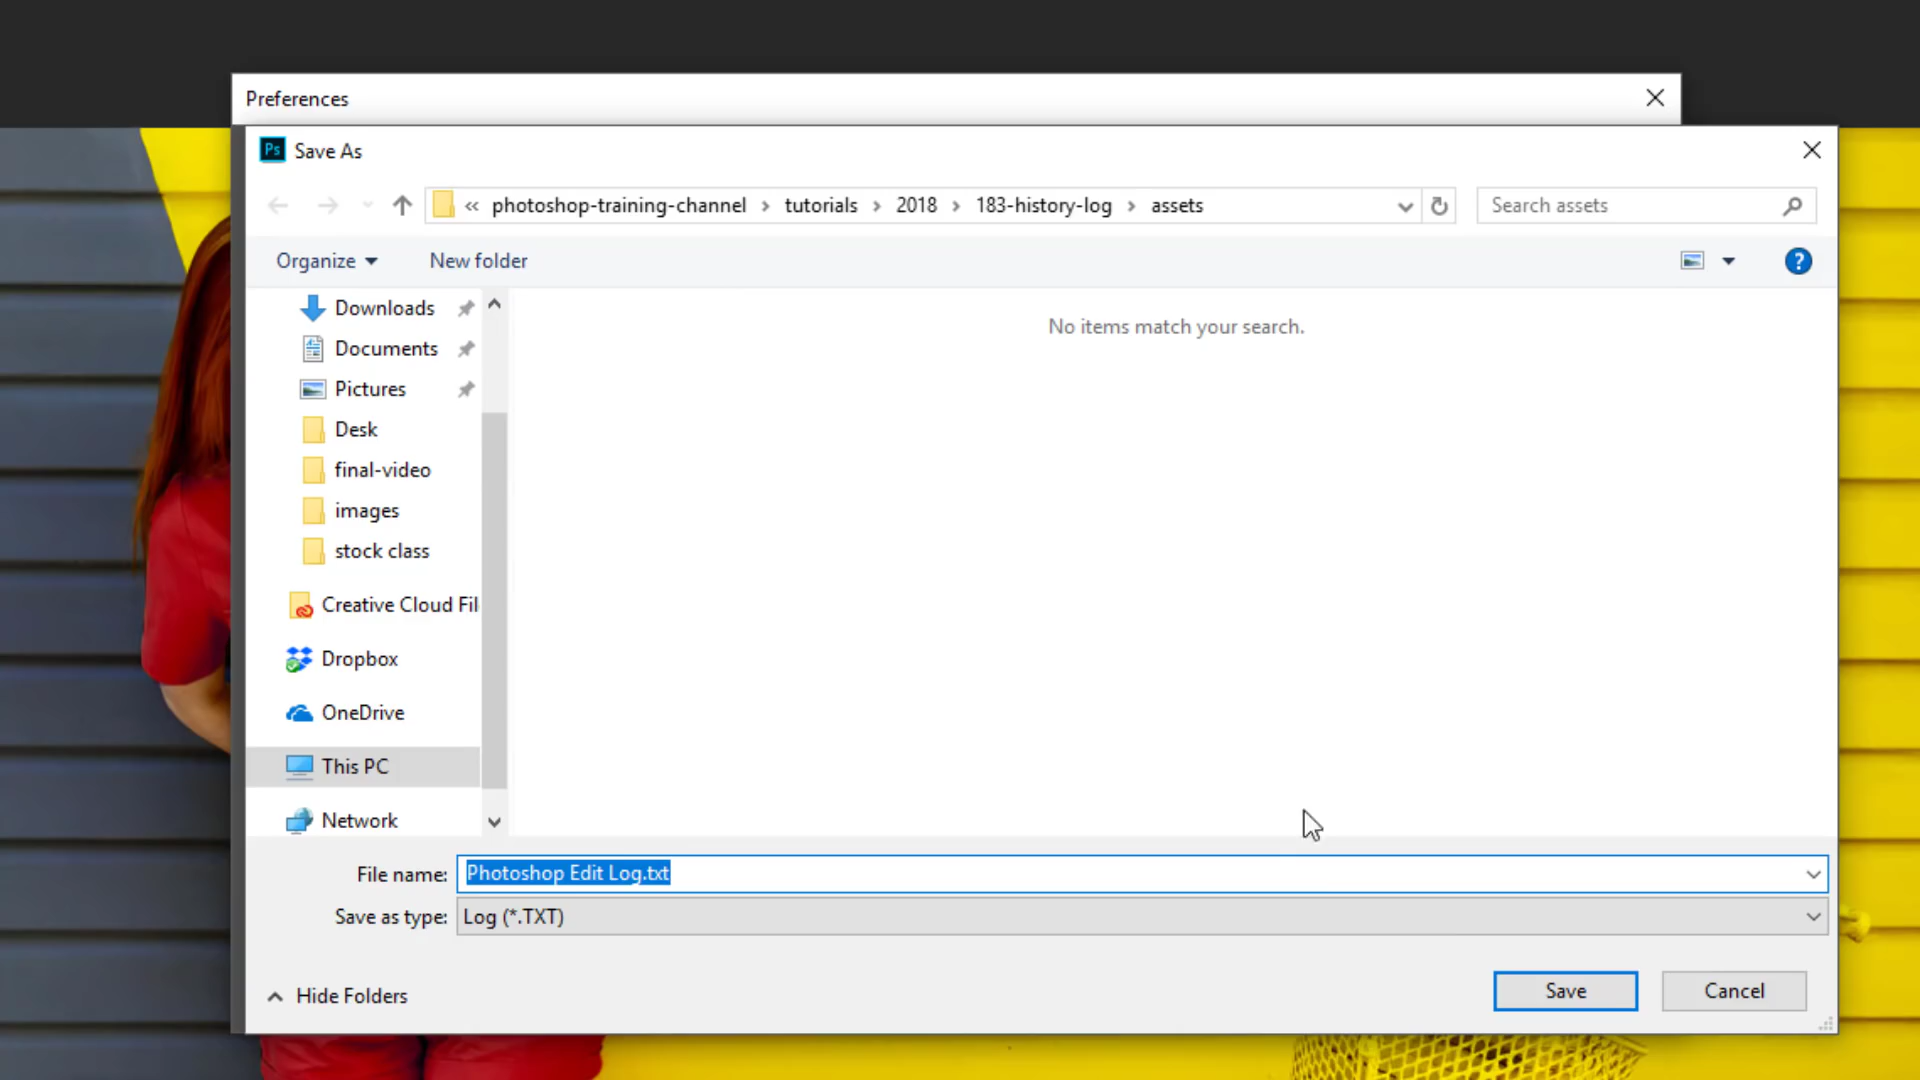 Preferences
Ps Save As
« photoshop-training-channel > tutorials > 2018 > 183-history-log > assets
Search assets
Organize
New folder
?
Downloads
No items match your search.
Documents
Pictures
Desk
final-video
images
stock class
Creative Cloud Fil
Dropbox
OneDrive
This PC
Network
File name: Photoshop Edit Log.txt
Save as type: Log (*.TXT)
Hide Folders
Save
Cancel